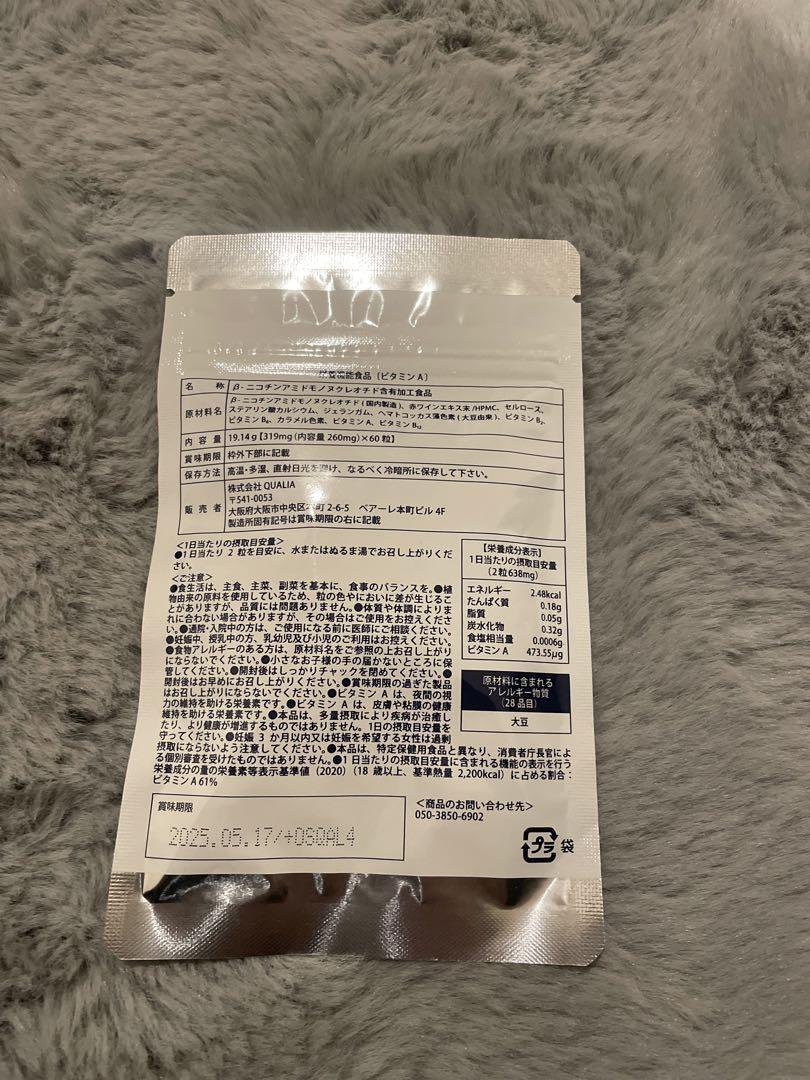 栄養機能食品〔ビタミンA〕
名 称 β-ニコチンアミドモノヌクレオチド含有加工食品
原材料名 β-ニコチンアミドモノヌクレオチド(国内製造)、赤ワインエキス末/HPMC、セルロース、
ステアリン酸カルシウム、ジェランガム、ヘマトコッカス藻色素(大豆由来)、ビタミンB₂、
ビタミンB₆、カラメル色素、ビタミンA、ビタミンB₁₂
内 容 量 19.14g【319mg(内容量 260mg)×60粒】
賞味期限 枠外下部に記載
保存方法 高温・多湿、直射日光を避け、なるべく冷暗所に保存して下さい。
販 売 者 株式会社 QUALIA
〒541-0053
大阪府大阪市中央区本町 2-6-5 ベアーレ本町ビル 4F
製造所固有記号は賞味期限の右に記載
<1日当たりの摂取目安量>
●1日当たり 2 粒を目安に、水またはぬるま湯でお召し上がりくだ
さい。
<ご注意>
●食生活は、主食、主菜、副菜を基本に、食事のバランスを。●植
物由来の原料を使用しているため、粒の色やにおいに差が生じるこ
とがありますが、品質には問題ありません。●体質や体調によりま
れに合わない場合がありますが、その場合はご使用をお控えくださ
い。●通院・入院中の方は、ご使用になる前に医師にご相談ください。
●妊娠中、授乳中の方、乳幼児及び小児のご利用はお控えください。
●食物アレルギーのある方は、原材料名をご参照の上お召し上がり
にならないでください。●小さなお子様の手の届かないところに保
管してください。●開封後はしっかりチャックを閉めてください。●
開封後はお早めにお召し上がりください。●賞味期限の過ぎた製品
はお召し上がりにならないでください。●ビタミン A は、夜間の視
力の維持を助ける栄養素です。●ビタミン A は、皮膚や粘膜の健康
維持を助ける栄養素です。●本品は、多量摂取により疾病が治癒し
たり、より健康が増進するものではありません。1日の摂取目安量を
守ってください。●妊娠 3 か月以内又は妊娠を希望する女性は過剰
摂取にならないよう注意してください。●本品は、特定保健用食品と異なり、消費者庁長官によ
る個別審査を受けたものではありません。●1 日当たりの摂取目安量に含まれる機能の表示を行う
栄養成分の量の栄養素等表示基準値(2020)(18 歳以上、基準熱量 2,200kcal)に占める割合:
ビタミンA 61%
【栄養成分表示】
1日当たりの摂取目安量
(2粒638mg)
エネルギー 2.48kcal
たんぱく質 0.18g
脂質 0.05g
炭水化物 0.32g
食塩相当量 0.0006g
ビタミン A 473.55μg
原材料に含まれる
アレルギー物質
(28 品目)
大豆
賞味期限
2025.05.17/+OSQAL4
<商品のお問い合わせ先>
050-3850-6902
プラ 袋